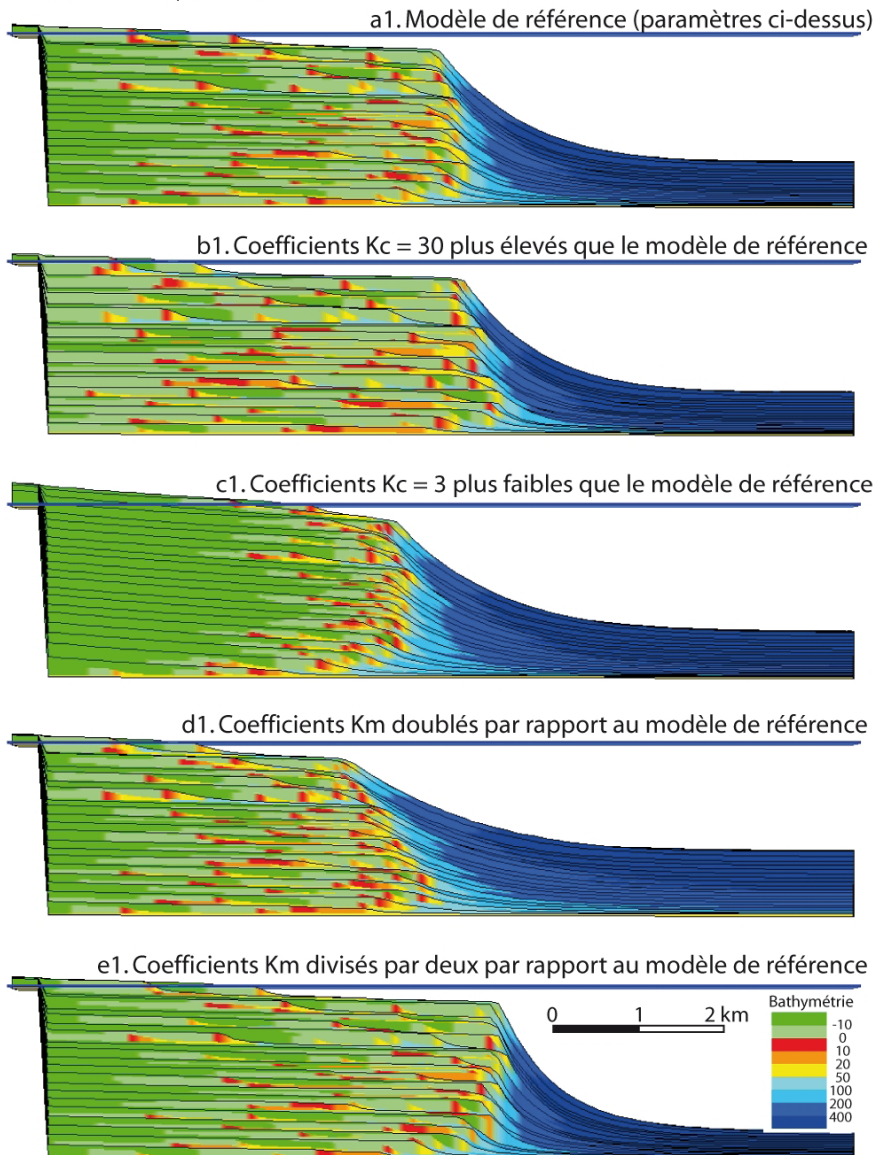 a1. Modèle de référence (paramètres ci-dessus)
b1. Coefficients Kc = 30 plus élevés que le modèle de référence
c1. Coefficients Kc = 3 plus faibles que le modèle de référence
d1. Coefficients Km doublés par rapport au modèle de référence
e1. Coefficients Km divisés par deux par rapport au modèle de référence
0 1 2 km
Bathymétrie
-10
0
10
20
50
100
200
400